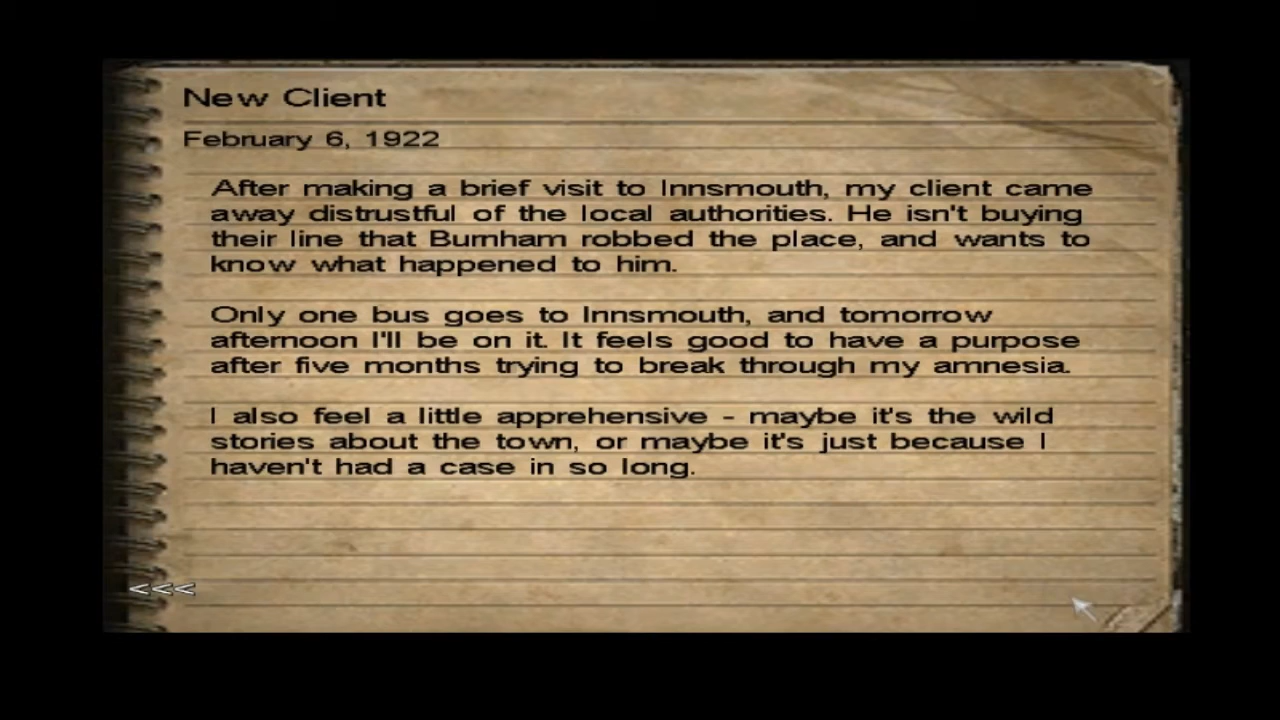 New Client
February 6, 1922
After making a brief visit to Innsmouth, my client came
away distrustful of the local authorities. He isn't buying
their line that Burnham robbed the place, and wants to
know what happened to him.
Only one bus goes to Innsmouth, and tomorrow
afternoon I'll be on it. It feels good to have a purpose
after five months trying to break through my amnesia.
I also feel a little apprehensive - maybe it's the wild
stories about the town, or maybe it's just because I
haven't had a case in so long.
<<<